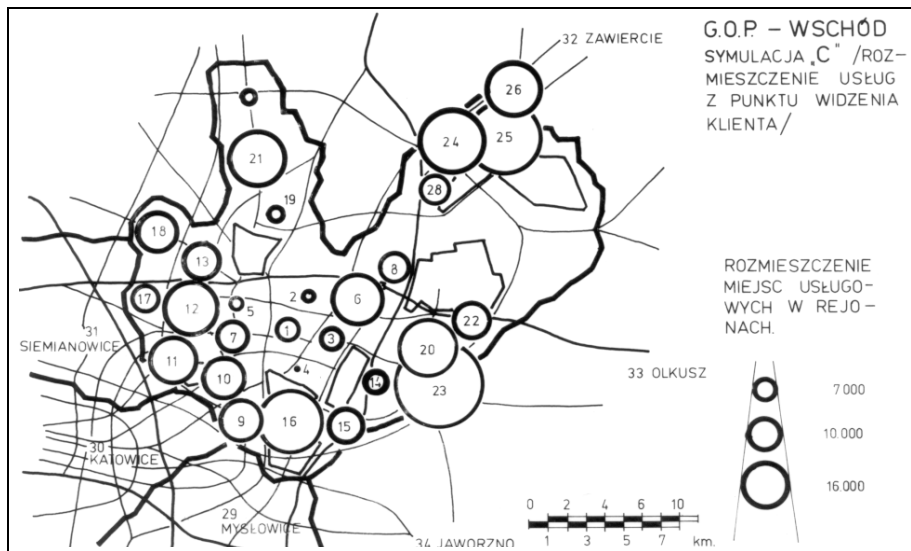 G.O.P. – WSCHÓD
SYMULACJA „C" /ROZ-
MIESZCZENIE USŁUG
Z PUNKTU WIDZENIA
KLIENTA/
32 ZAWIERCIE
26
24
25
21
28
19
18
13
8
17
2
6
12
5
22
31
SIEMIANOWICE
7
1
3
20
11
10
4
14
23
33 OLKUSZ
9
16
15
30
KATOWICE
29
MYSŁOWICE
34 JAWORZNO
ROZMIESZCZENIE
MIEJSC USŁUGO-
WYCH W REJO-
NACH.
7000
10.000
16.000
0 2 4 6 8 10
1 3 5 7 km.